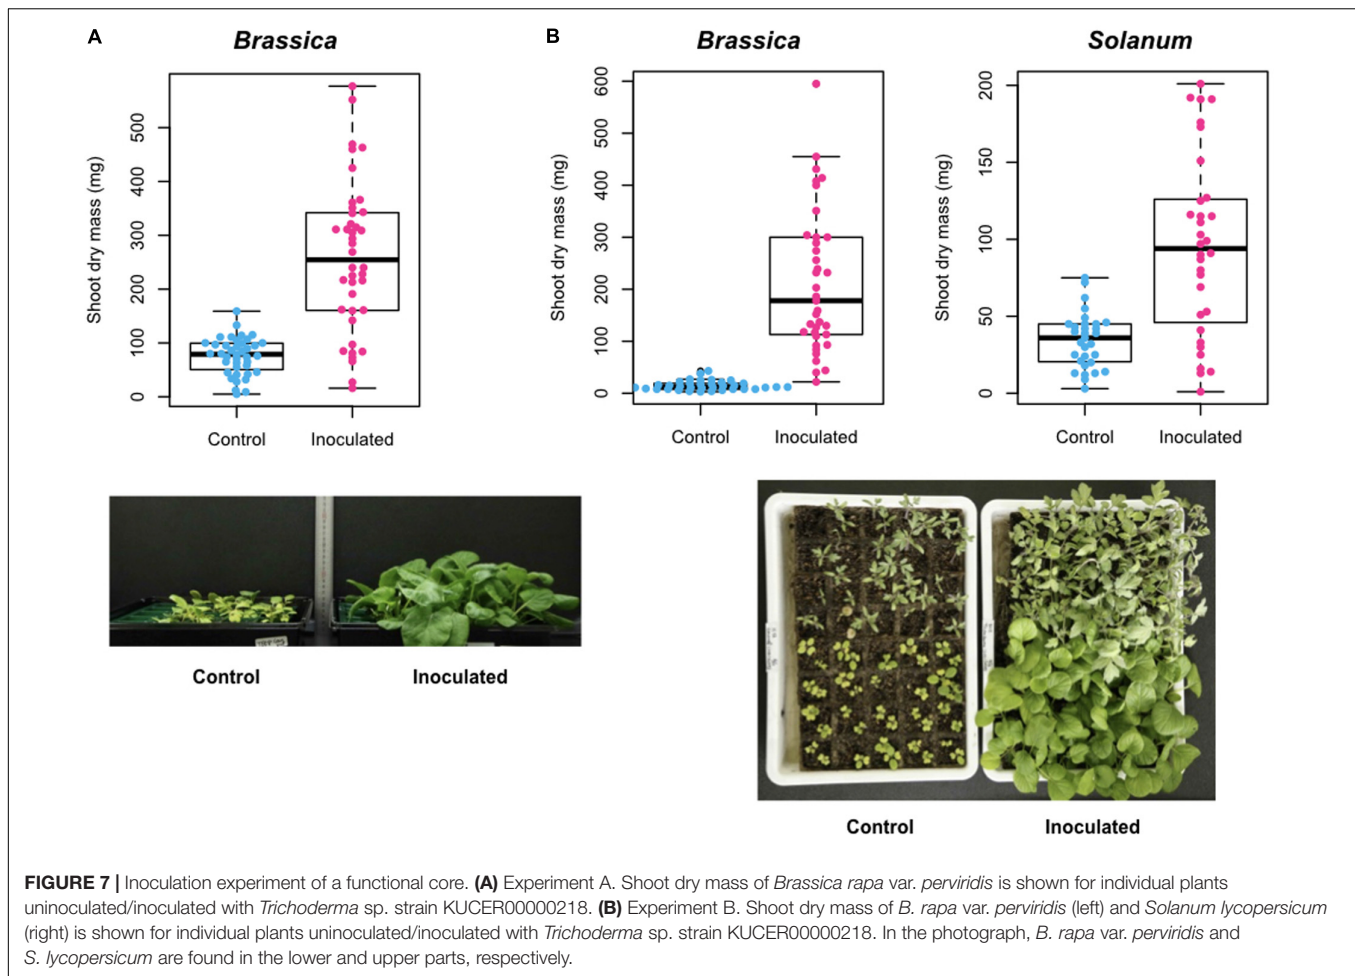 A
Brassica
Shoot dry mass (mg)
500
400
300
200
100
0
Control
Inoculated
Control
Inoculated
B
Brassica
Shoot dry mass (mg)
600
500
400
300
200
100
0
Control
Inoculated
Solanum
Shoot dry mass (mg)
200
150
100
50
0
Control
Inoculated
Control
Inoculated
FIGURE 7 | Inoculation experiment of a functional core. (A) Experiment A. Shoot dry mass of Brassica rapa var. perviridis is shown for individual plants
uninoculated/inoculated with Trichoderma sp. strain KUCER00000218. (B) Experiment B. Shoot dry mass of B. rapa var. perviridis (left) and Solanum lycopersicum
(right) is shown for individual plants uninoculated/inoculated with Trichoderma sp. strain KUCER00000218. In the photograph, B. rapa var. perviridis and
S. lycopersicum are found in the lower and upper parts, respectively.